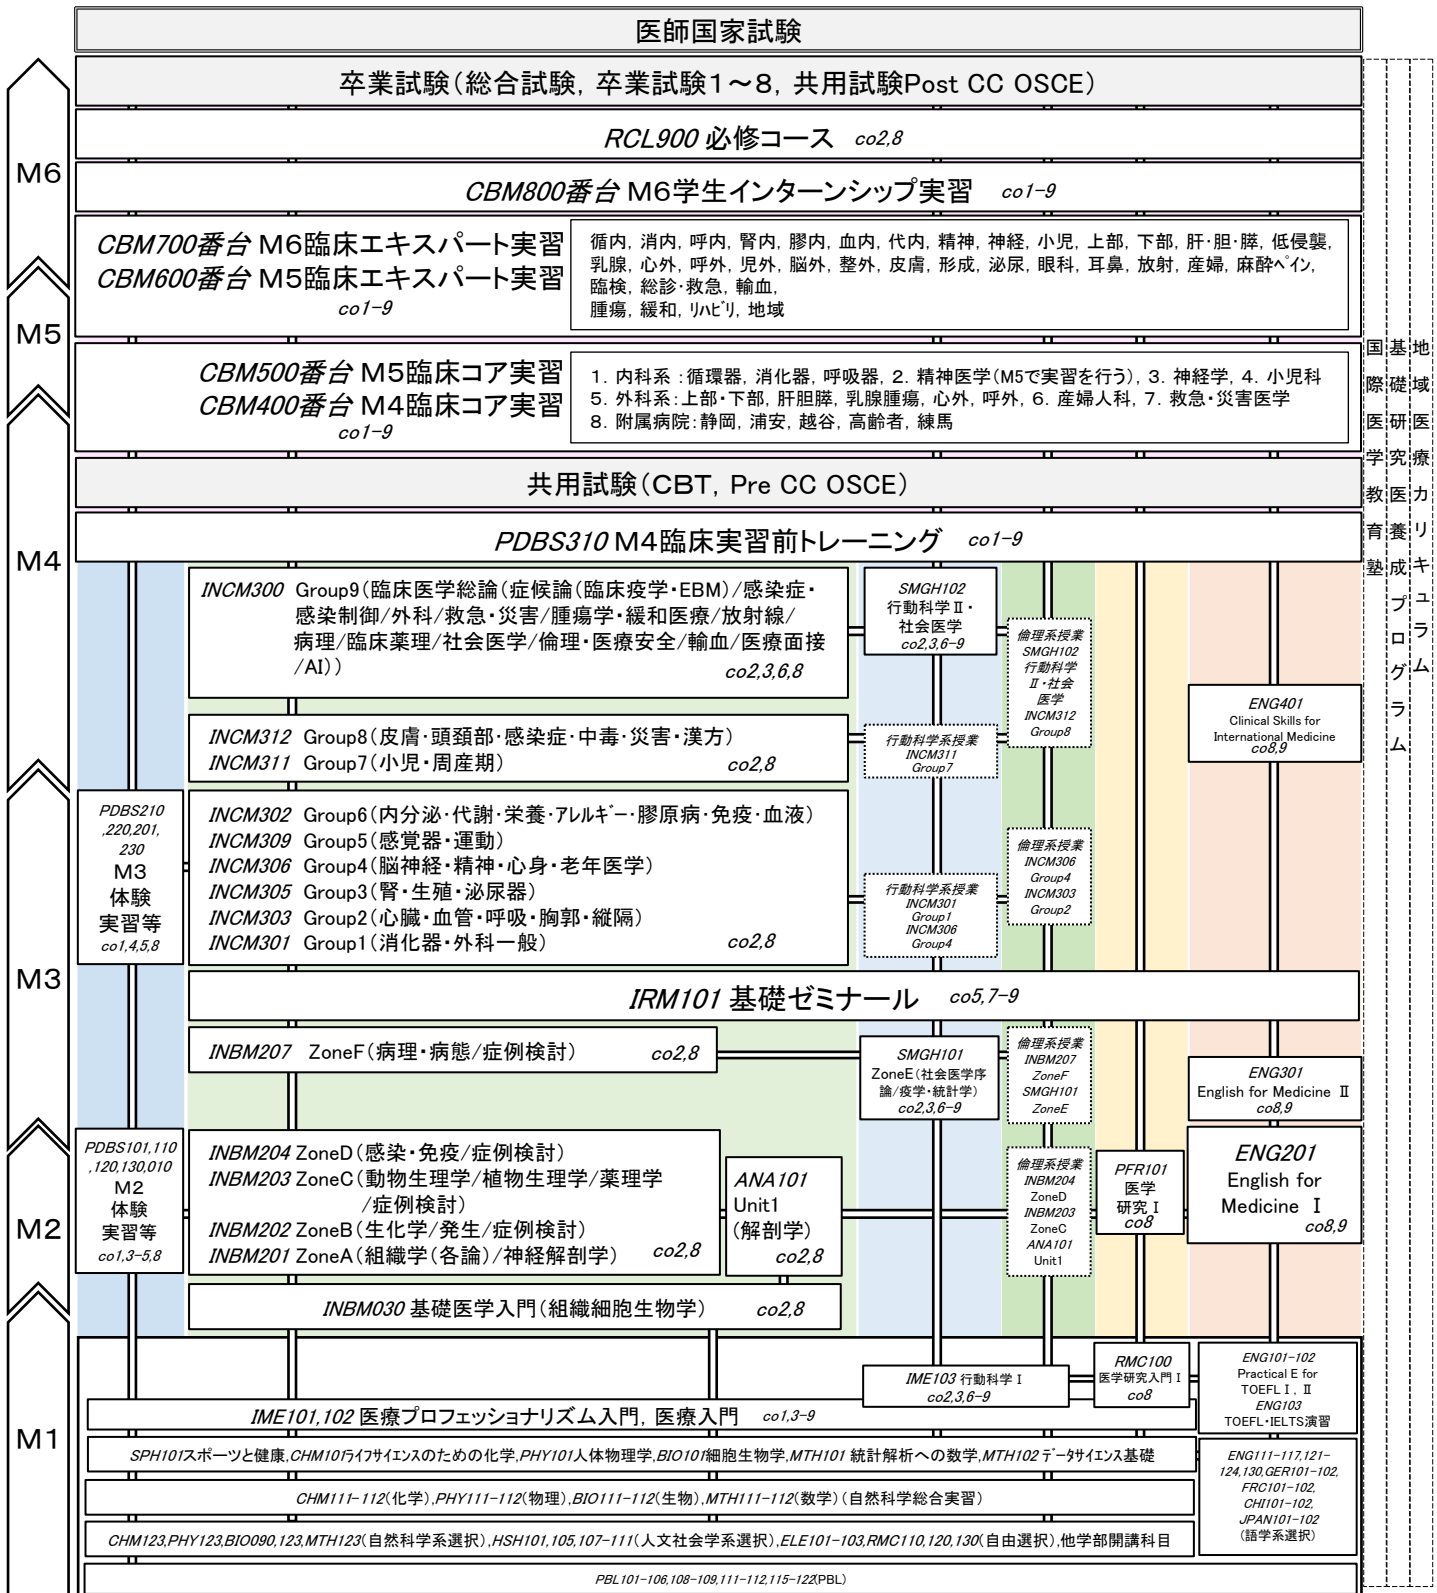 医師国家試験
卒業試験(総合試験, 卒業試験1～8, 共用試験Post CC OSCE)
RCL900 必修コース co2,8
M6
CBM800番台 M6学生インターンシップ実習 co1-9
CBM700番台 M6臨床エキスパート実習
CBM600番台 M5臨床エキスパート実習
co1-9
循内, 消内, 呼内, 腎内, 膠内, 血内, 代内, 精神, 神経, 小児, 上部, 下部, 肝・胆・膵, 低侵襲,
乳腺, 心外, 呼外, 児外, 脳外, 整外, 皮膚, 形成, 泌尿, 眼科, 耳鼻, 放射, 産婦, 麻酔ペイン,
臨検, 総診・救急, 輸血,
腫瘍, 緩和, リハビリ, 地域
M5
CBM500番台 M5臨床コア実習
CBM400番台 M4臨床コア実習
co1-9
1. 内科系：循環器, 消化器, 呼吸器, 2. 精神医学(M5で実習を行う), 3. 神経学, 4. 小児科
5. 外科系：上部・下部, 肝胆膵, 乳腺腫瘍, 心外, 呼外, 6. 産婦人科, 7. 救急・災害医学
8. 附属病院：静岡, 浦安, 越谷, 高齢者, 練馬
国際医学教育塾
基礎研究医養成プログラム
地域医療カリキュラム
共用試験(CBT, Pre CC OSCE)
PDBS310 M4臨床実習前トレーニング co1-9
M4
INCM300 Group9(臨床医学総論(症候論(臨床疫学・EBM)/感染症・
感染制御/外科/救急・災害/腫瘍学・緩和医療/放射線/
病理/臨床薬理/社会医学/倫理・医療安全/輸血/医療面接
/AI))
co2,3,6,8
SMGH102
行動科学Ⅱ・
社会医学
co2,3,6-9
倫理系授業
SMGH102
行動科学
Ⅱ・社会
医学
INCM312
Group8
ENG401
Clinical Skills for
International Medicine
co8,9
INCM312 Group8(皮膚・頭頚部・感染症・中毒・災害・漢方)
INCM311 Group7(小児・周産期) co2,8
行動科学系授業
INCM311
Group7
PDBS210
,220,201,
230
M3
体験
実習等
co1,4,5,8
INCM302 Group6(内分泌・代謝・栄養・アレルギー・膠原病・免疫・血液)
INCM309 Group5(感覚器・運動)
INCM306 Group4(脳神経・精神・心身・老年医学)
INCM305 Group3(腎・生殖・泌尿器)
INCM303 Group2(心臓・血管・呼吸・胸郭・縦隔)
INCM301 Group1(消化器・外科一般) co2,8
行動科学系授業
INCM301
Group1
INCM306
Group4
倫理系授業
INCM306
Group4
INCM303
Group2
M3
IRM101 基礎ゼミナール co5,7-9
INBM207 ZoneF(病理・病態/症例検討) co2,8
SMGH101
ZoneE(社会医学序
論/疫学・統計学)
co2,3,6-9
倫理系授業
INBM207
ZoneF
SMGH101
ZoneE
ENG301
English for Medicine Ⅱ
co8,9
M2
PDBS101,110
,120,130,010
M2
体験
実習等
co1,3-5,8
INBM204 ZoneD(感染・免疫/症例検討)
INBM203 ZoneC(動物生理学/植物生理学/薬理学
/症例検討)
INBM202 ZoneB(生化学/発生/症例検討)
INBM201 ZoneA(組織学(各論)/神経解剖学) co2,8
ANA101
Unit1
(解剖学)
co2,8
倫理系授業
INBM204
ZoneD
INBM203
ZoneC
ANA101
Unit1
PFR101
医学
研究Ⅰ
co8
ENG201
English for
Medicine Ⅰ
co8,9
INBM030 基礎医学入門(組織細胞生物学) co2,8
M1
IME103 行動科学Ⅰ
co2,3,6-9
RMC100
医学研究入門Ⅰ
co8
ENG101-102
Practical E for
TOEFLⅠ, Ⅱ
ENG103
TOEFL・IELTS演習
IME101,102 医療プロフェッショナリズム入門, 医療入門 co1,3-9
SPH101スポーツと健康,CHM101ライフサイエンスのための化学,PHY101人体物理学,BIO101細胞生物学,MTH101 統計解析への数学,MTH102 データサイエンス基礎
ENG111-117,121-
124,130,GER101-102,
FRC101-102,
CHI101-102,
JPAN101-102
(語学系選択)
CHM111-112(化学),PHY111-112(物理),BIO111-112(生物),MTH111-112(数学)(自然科学総合実習)
CHM123,PHY123,BIO090,123,MTH123(自然科学系選択),HSH101,105,107-111(人文社会学系選択),ELE101-103,RMC110,120,130(自由選択),他学部開講科目
PBL101-106,108-109,111-112,115-122(PBL)